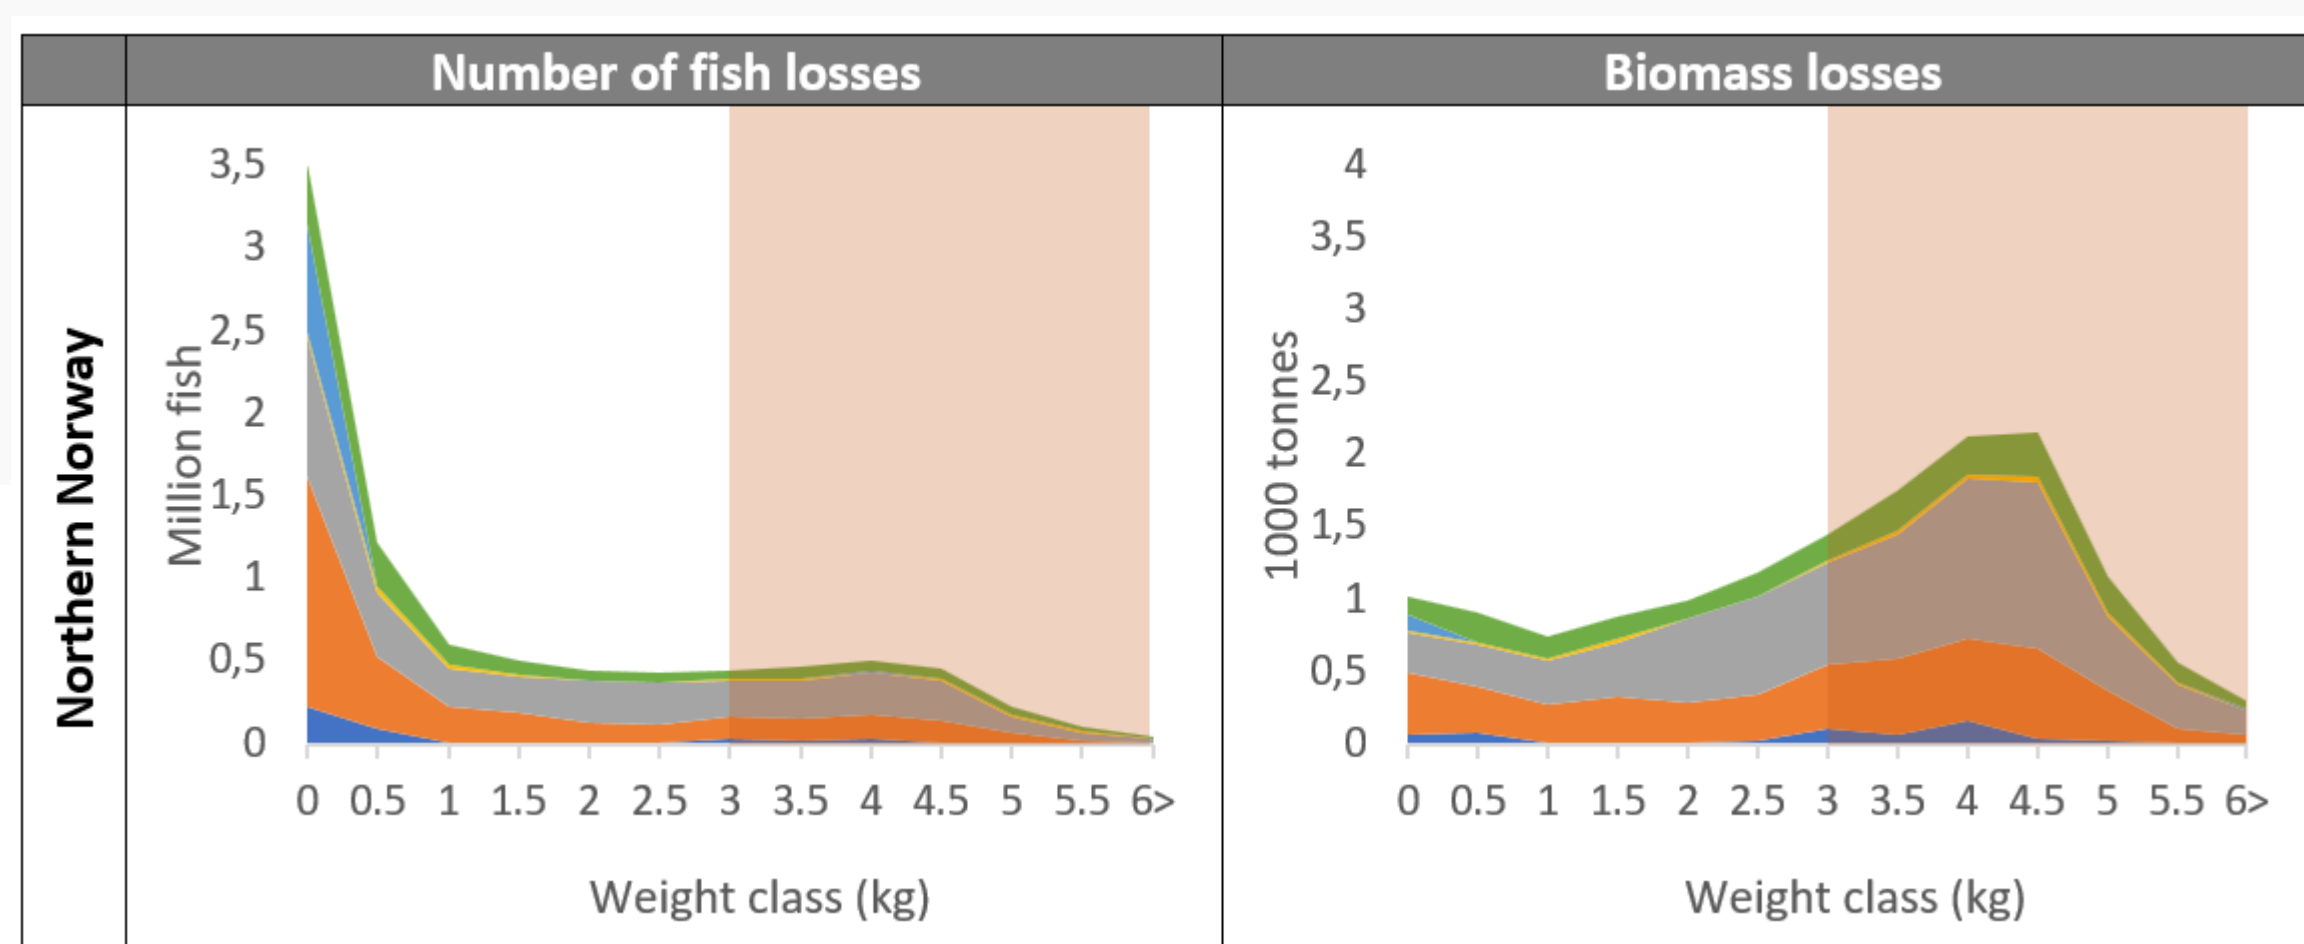 Number of fish losses
Biomass losses
Northern Norway
Million fish
3,5
3
2,5
2
1,5
1
0,5
0
0 0.5 1 1.5 2 2.5 3 3.5 4 4.5 5 5.5 6>
Weight class (kg)
1000 tonnes
4
3,5
3
2,5
2
1,5
1
0,5
0
0 0.5 1 1.5 2 2.5 3 3.5 4 4.5 5 5.5 6>
Weight class (kg)